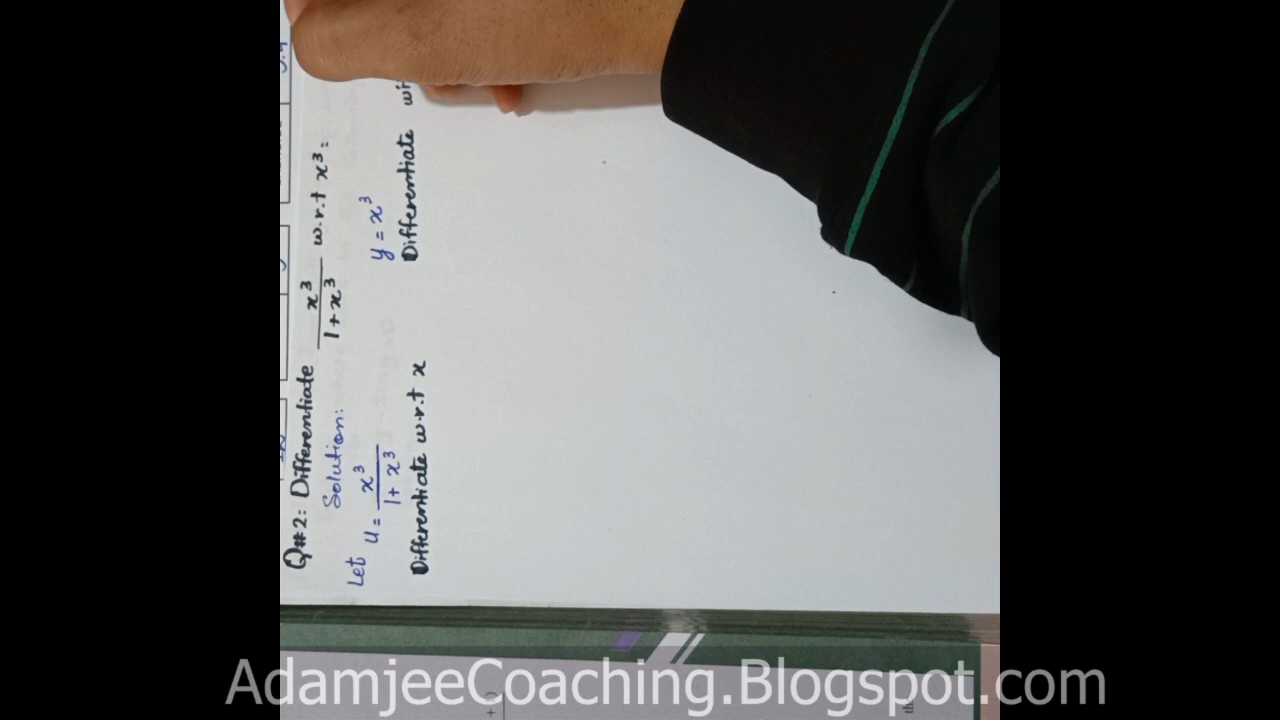 Q#2: Differentiate x³/(1+x³) w.r.t x³:
Solution:
Let u = x³/(1+x³) y = x³
Differentiate w.r.t x Differentiate
AdamjeeCoaching.Blogspot.com